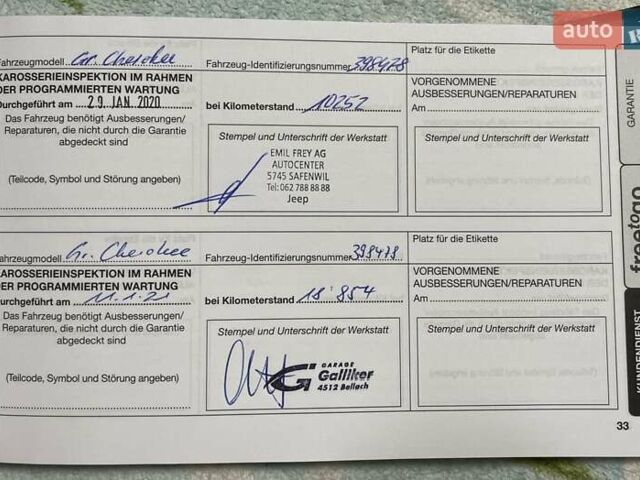 auto
Fahrzeugmodell Gr. Cherokee Fahrzeug-Identifizierungsnummer 398478 Platz für die Etikette
KAROSSERIEINSPEKTION IM RAHMEN
DER PROGRAMMIERTEN WARTUNG
Durchgeführt am 29. JAN. 2020 bei Kilometerstand 10252
VORGENOMMENE
AUSBESSERUNGEN/REPARATUREN
Am
Das Fahrzeug benötigt Ausbesserungen/
Reparaturen, die nicht durch die Garantie
abgedeckt sind
(Teilcode, Symbol und Störung angeben)
Stempel und Unterschrift der Werkstatt
EMIL FREY AG
AUTOCENTER
5745 SAFENWIL
Tel: 062 788 88 88
Jeep
Stempel und Unterschrift der Werkstatt
Fahrzeugmodell Gr. Cherokee Fahrzeug-Identifizierungsnummer 398478 Platz für die Etikette
KAROSSERIEINSPEKTION IM RAHMEN
DER PROGRAMMIERTEN WARTUNG
Durchgeführt am 11.1.21 bei Kilometerstand 18'854
VORGENOMMENE
AUSBESSERUNGEN/REPARATUREN
Am
Das Fahrzeug benötigt Ausbesserungen/
Reparaturen, die nicht durch die Garantie
abgedeckt sind
(Teilcode, Symbol und Störung angeben)
Stempel und Unterschrift der Werkstatt
GARAGE
Galliker
4512 Bellach
Stempel und Unterschrift der Werkstatt
GARANTIE
KUNDENDIENST
33